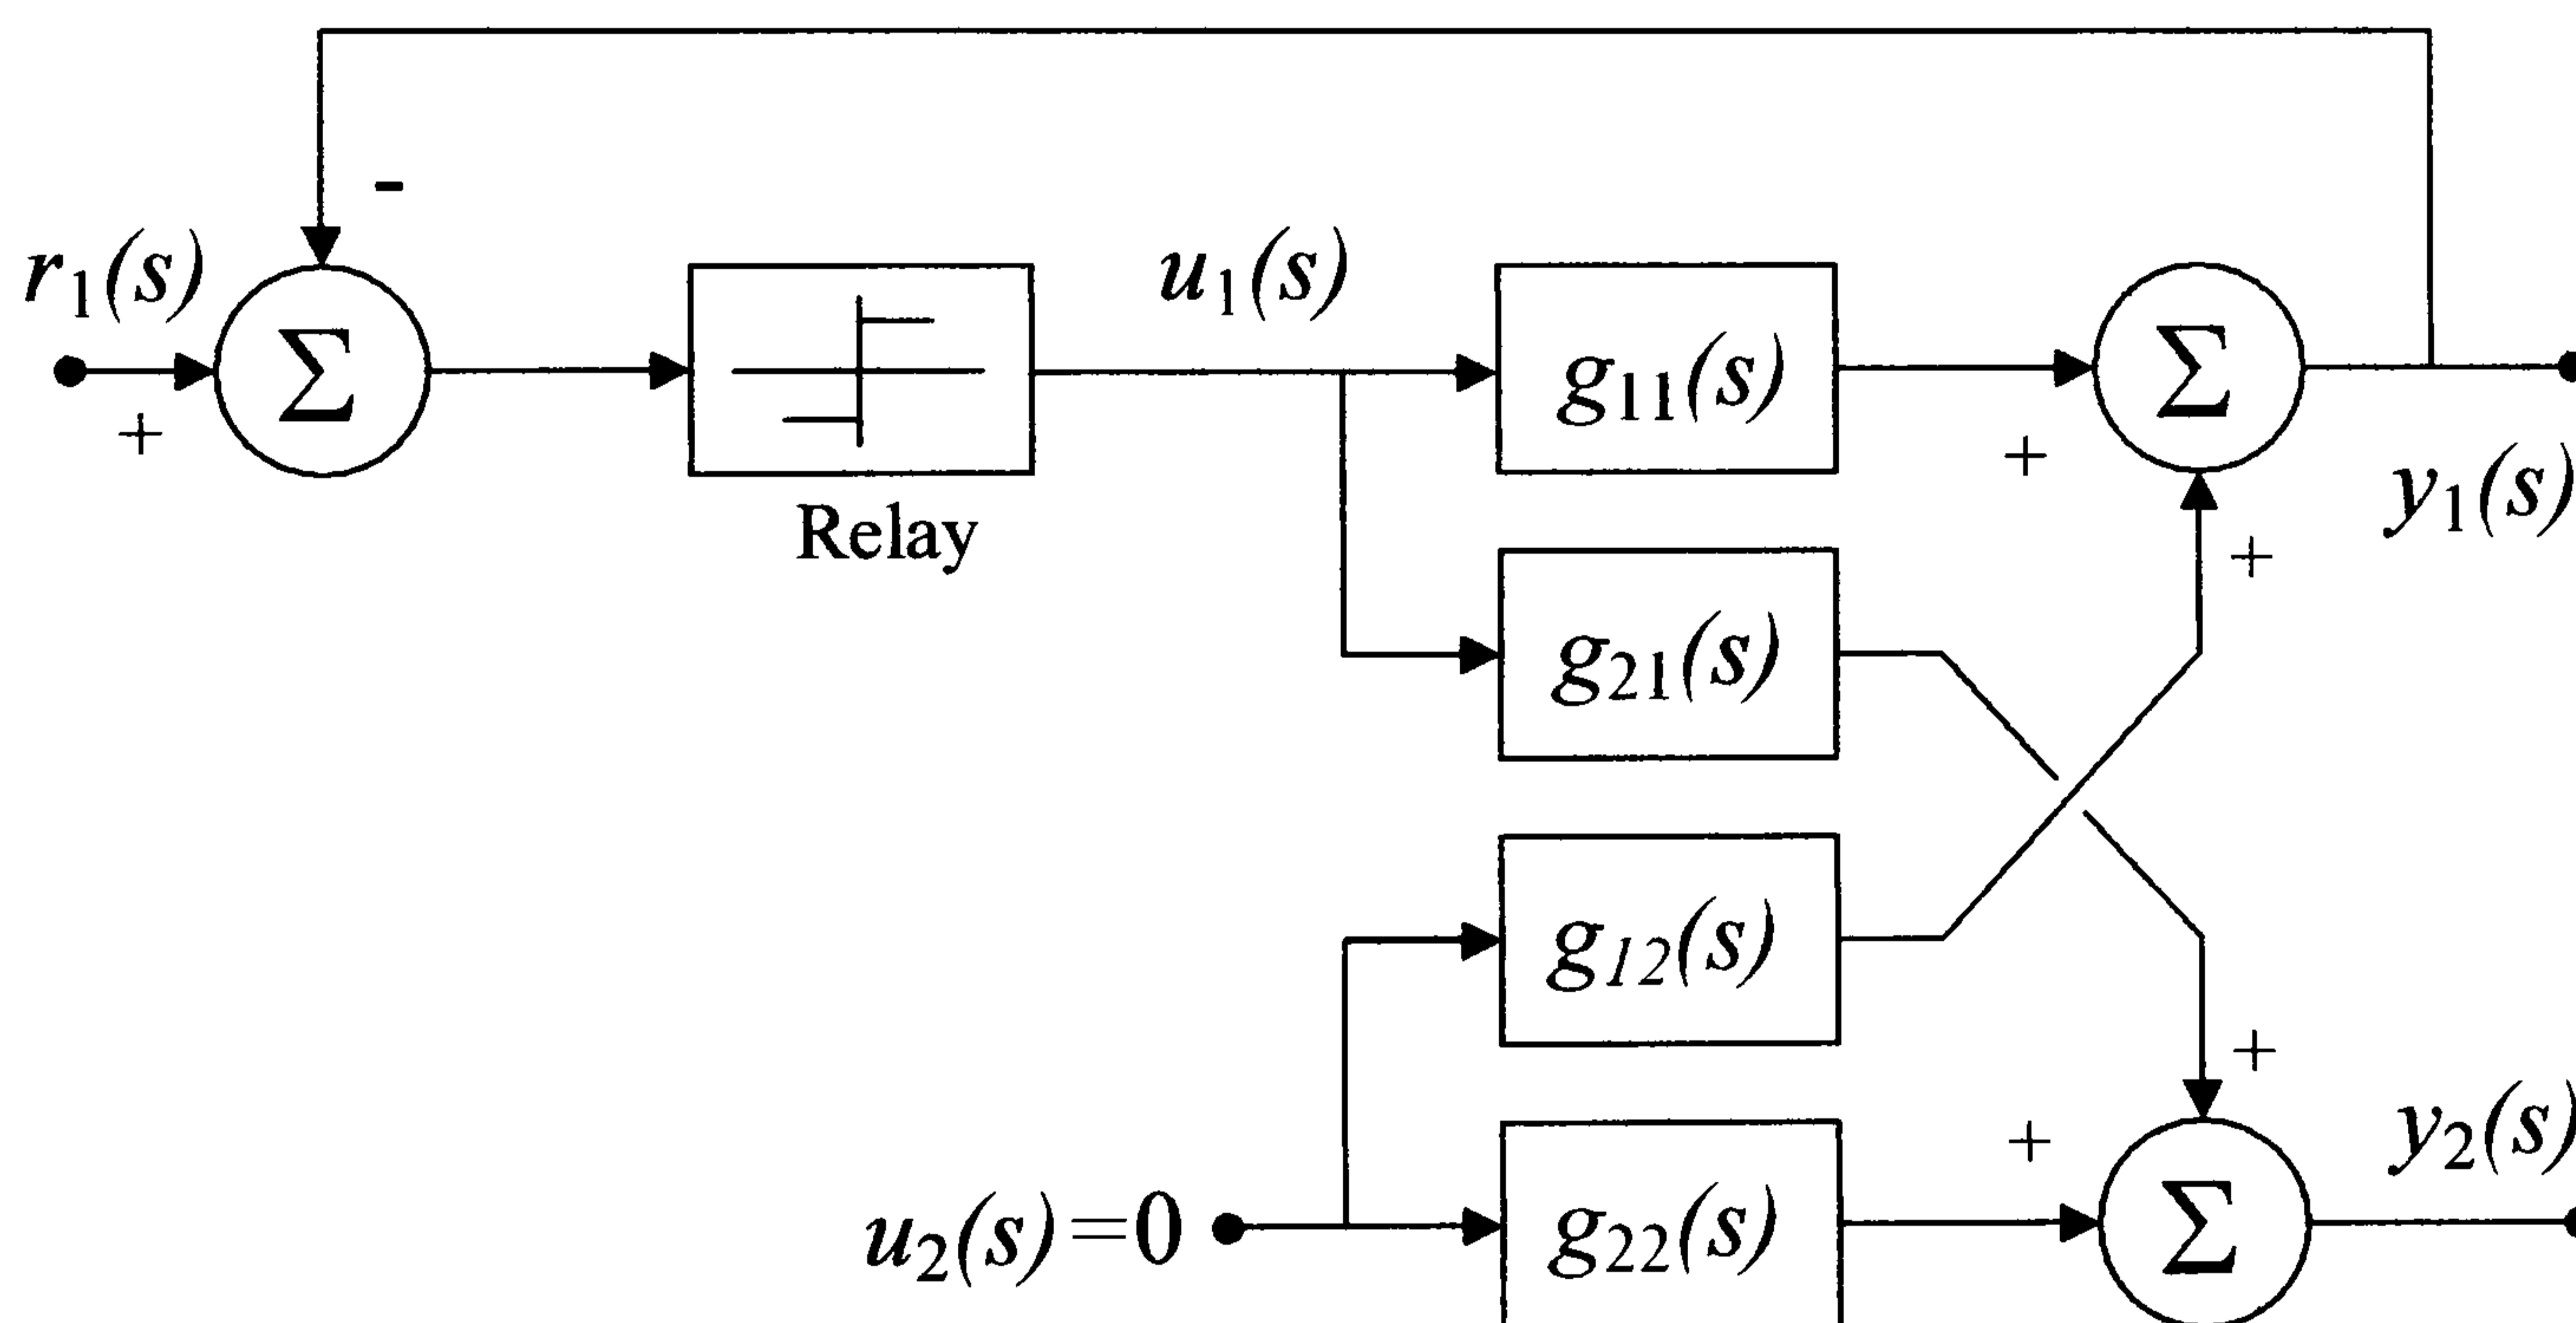 -
r₁(s)
+
Σ
u₁(s)
Relay
g₁₁(s)
+
Σ
+
y₁(s)
g₂₁(s)
g₁₂(s)
+
u₂(s)=0
g₂₂(s)
+
Σ
y₂(s)